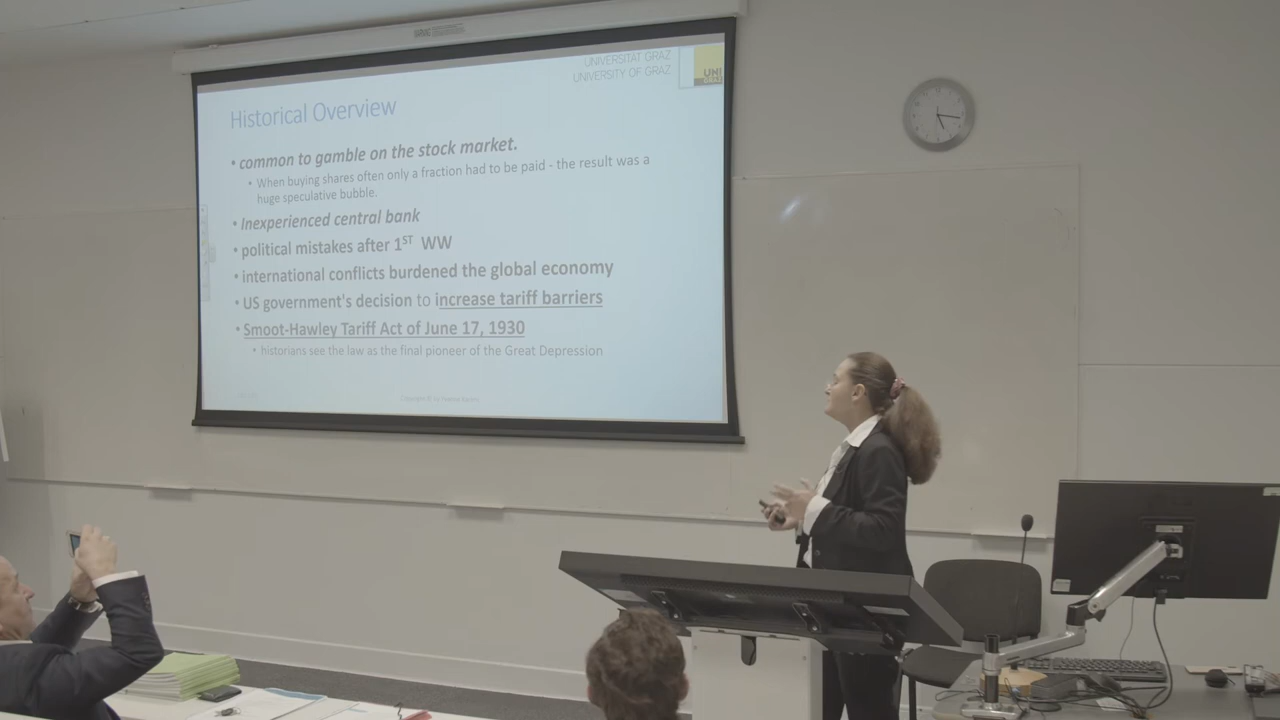 UNIVERSITÄT GRAZ
UNIVERSITY OF GRAZ
UNI
GRAZ
Historical Overview
• common to gamble on the stock market.
• When buying shares often only a fraction had to be paid - the result was a
huge speculative bubble.
• Inexperienced central bank
• political mistakes after 1ST WW
• international conflicts burdened the global economy
• US government's decision to increase tariff barriers
• Smoot-Hawley Tariff Act of June 17, 1930
• historians see the law as the final pioneer of the Great Depression